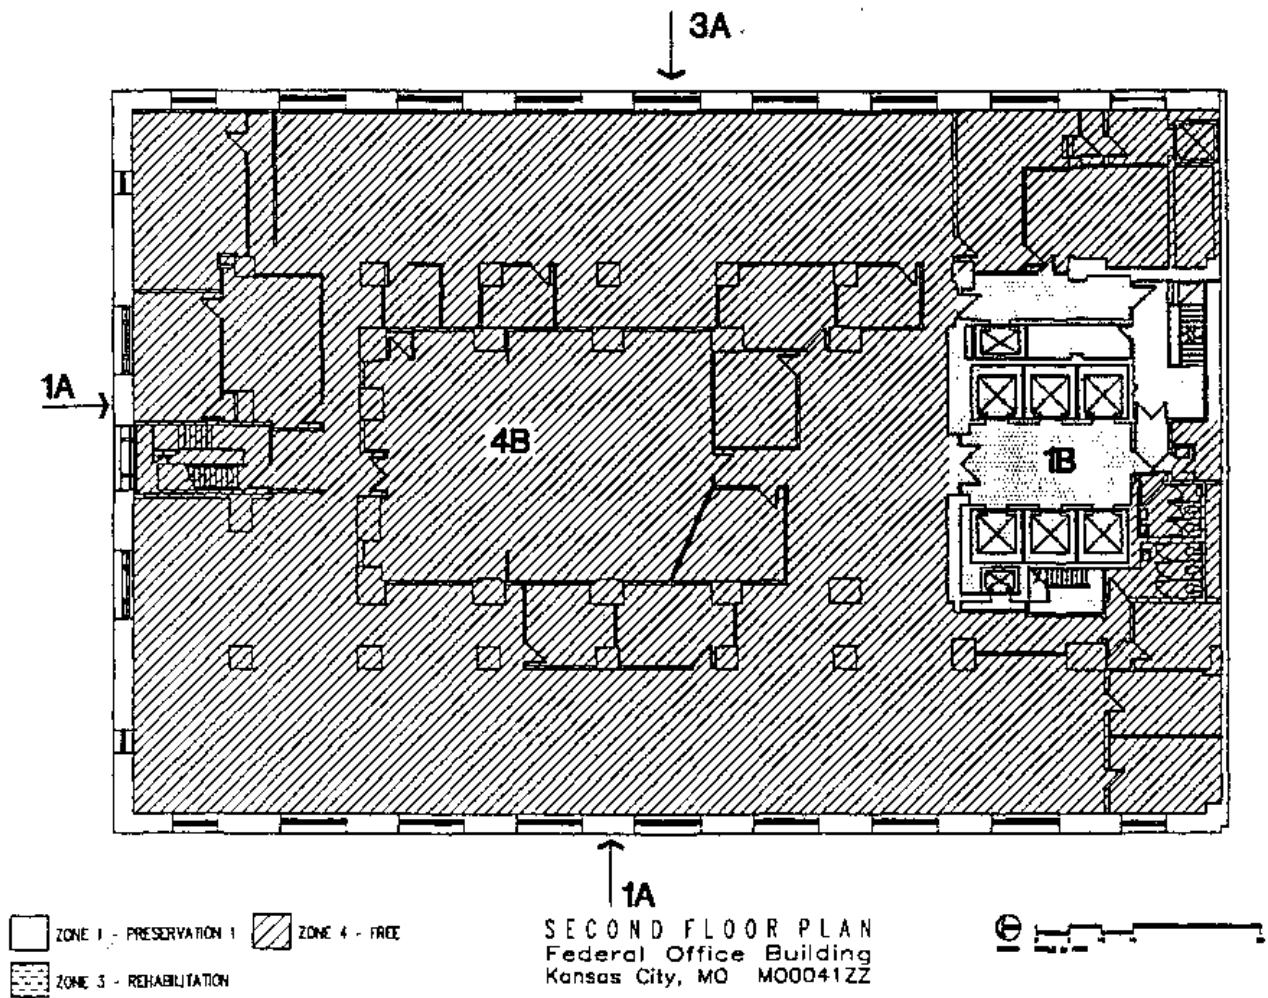 3A
1A
4B
1B
1A
ZONE 1 - PRESERVATION 1
ZONE 4 - FREE
ZONE 3 - REHABILITATION
SECOND FLOOR PLAN
Federal Office Building
Kansas City, MO MO0041ZZ